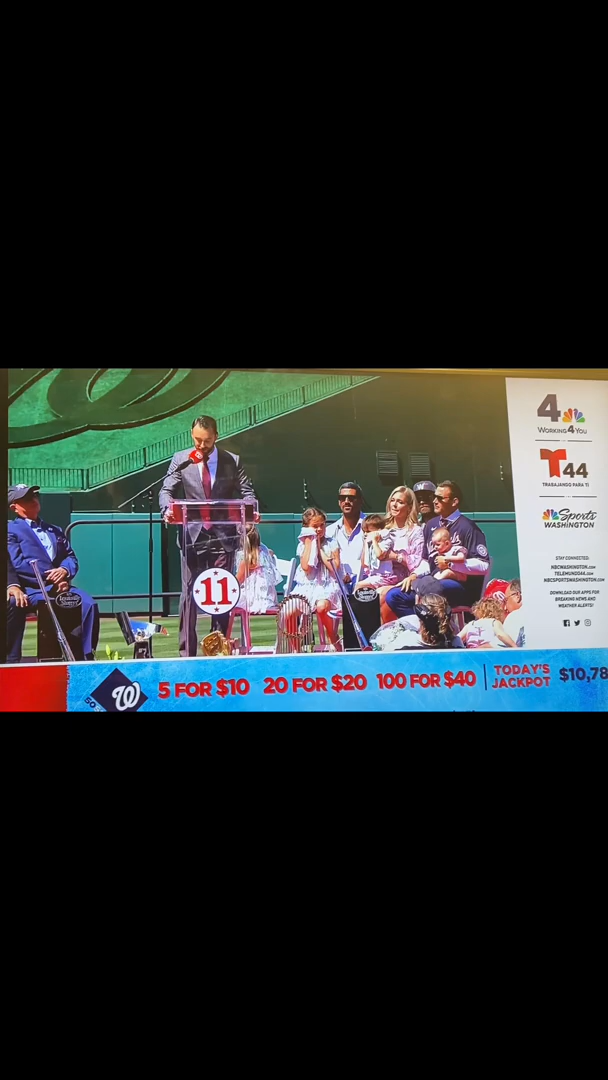 4
WORKING 4 YOU
T44
TRABAJANDO PARA TI
Sports
WASHINGTON
STAY CONNECTED:
NBCWASHINGTON.COM
TELEMUNDO44.COM
NBCSPORTSWASHINGTON.COM
DOWNLOAD OUR APPS FOR
BREAKING NEWS AND
WEATHER ALERTS!
11
W
5 FOR $10 20 FOR $20 100 FOR $40
TODAY'S
JACKPOT
$10,78